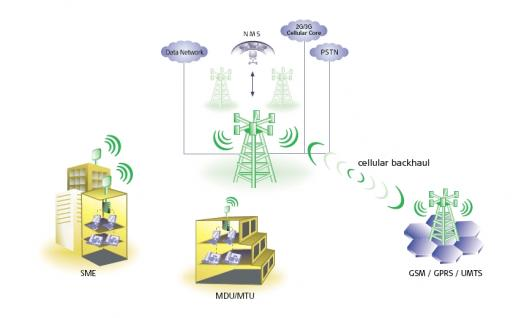 NMS
2G/3G
Cellular Core
Data Network
PSTN
cellular backhaul
SME
MDU/MTU
GSM / GPRS / UMTS